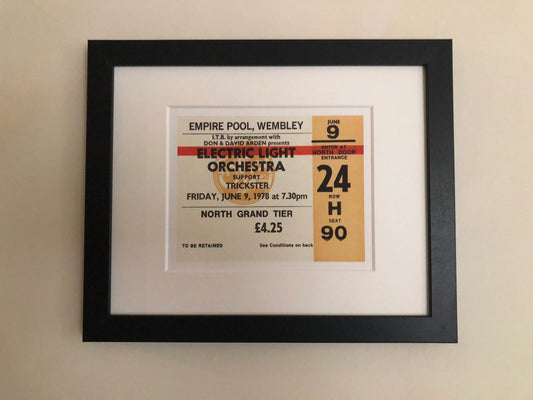 EMPIRE POOL, WEMBLEY
I.T.B. by arrangement with
DON & DAVID ARDEN presents
ELECTRIC LIGHT
ORCHESTRA
SUPPORT
TRICKSTER
FRIDAY, JUNE 9, 1978 at 7.30pm
NORTH GRAND TIER
£4.25
TO BE RETAINED
See Conditions on back
JUNE
9
ENTER AT
NORTH DOOR
ENTRANCE
24
ROW
H
SEAT
90